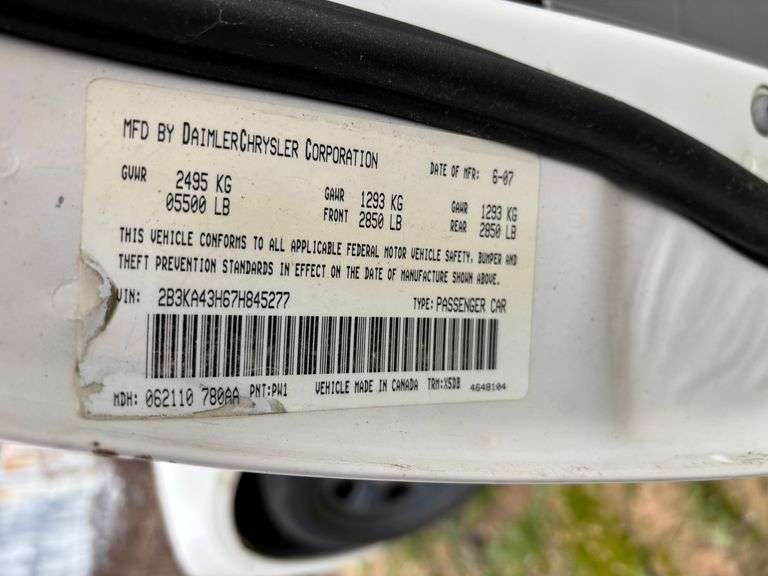 MFD BY DAIMLERCHRYSLER CORPORATION DATE OF MFR: 6-07
GVWR 2495 KG GAWR 1293 KG GAWR 1293 KG
05500 LB FRONT 2850 LB REAR 2850 LB
THIS VEHICLE CONFORMS TO ALL APPLICABLE FEDERAL MOTOR VEHICLE SAFETY, BUMPER AND
THEFT PREVENTION STANDARDS IN EFFECT ON THE DATE OF MANUFACTURE SHOWN ABOVE.
VIN: 2B3KA43H67H845277 TYPE: PASSENGER CAR
MDH: 062110 780AA PNT:PW1 VEHICLE MADE IN CANADA TRM:X5DB 4648104